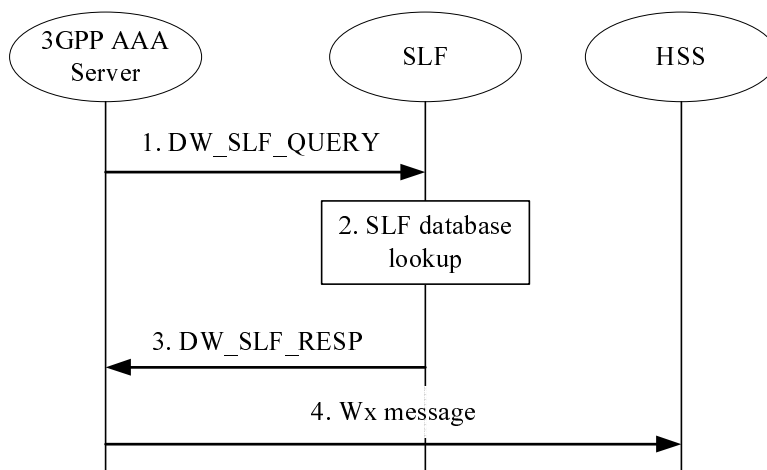 3GPP AAA
Server
SLF
HSS
1. DW_SLF_QUERY
2. SLF database
lookup
3. DW_SLF_RESP
4. Wx message